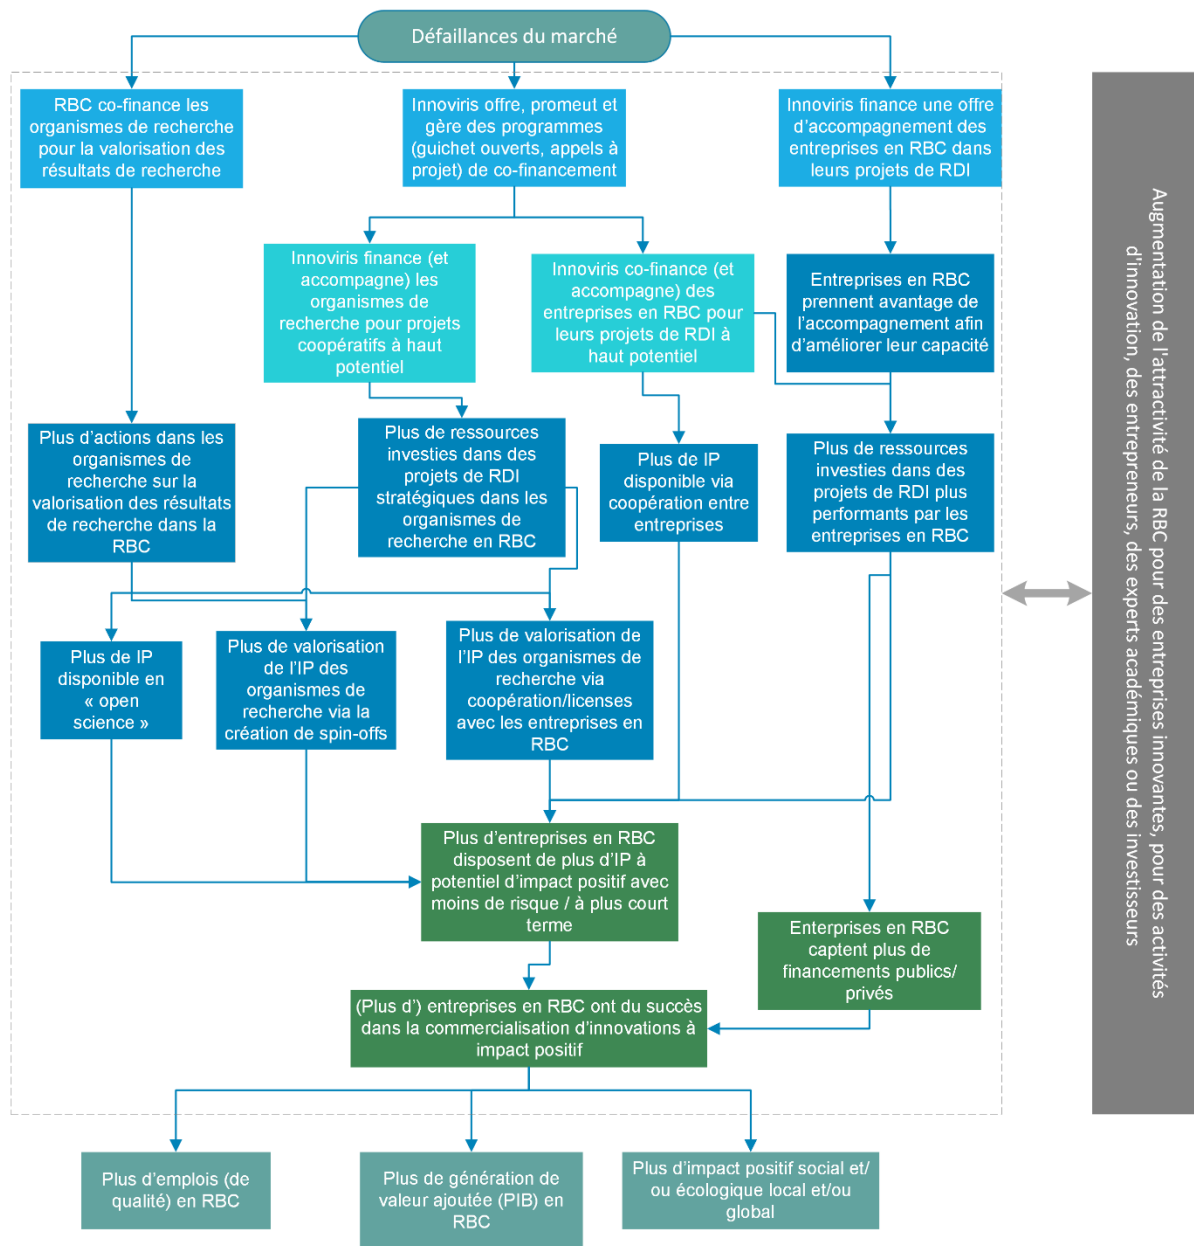 Défaillances du marché
RBC co-finance les
organismes de recherche
pour la valorisation des
résultats de recherche
Innoviris offre, promeut et
gère des programmes
(guichet ouverts, appels à
projet) de co-financement
Innoviris finance une offre
d'accompagnement des
entreprises en RBC dans
leurs projets de RDI
Innoviris finance (et
accompagne) les
organismes de
recherche pour projets
coopératifs à haut
potentiel
Innoviris co-finance (et
accompagne) des
entreprises en RBC pour
leurs projets de RDI à
haut potentiel
Entreprises en RBC
prennent avantage de
l'accompagnement afin
d'améliorer leur capacité
Plus d'actions dans les
organismes de
recherche sur la
valorisation des résultats
de recherche dans la
RBC
Plus de ressources
investies dans des
projets de RDI
stratégiques dans les
organismes de
recherche en RBC
Plus de IP
disponible via
coopération entre
entreprises
Plus de ressources
investies dans des
projets de RDI plus
performants par les
entreprises en RBC
Plus de IP
disponible en
« open
science »
Plus de valorisation
de l'IP des
organismes de
recherche via la
création de spin-offs
Plus de valorisation de
l'IP des organismes de
recherche via
coopération/licenses
avec les entreprises en
RBC
Plus d'entreprises en RBC
disposent de plus d'IP à
potentiel d'impact positif avec
moins de risque / à plus court
terme
Enterprises en RBC
captent plus de
financements publics/
privés
(Plus d') entreprises en RBC ont du succès
dans la commercialisation d'innovations à
impact positif
Plus d'emplois (de
qualité) en RBC
Plus de génération de
valeur ajoutée (PIB) en
RBC
Plus d'impact positif social et/
ou écologique local et/ou
global
Augmentation de l'attractivité de la RBC pour des entreprises innovantes, pour des activités
d'innovation, des entrepreneurs, des experts académiques ou des investisseurs